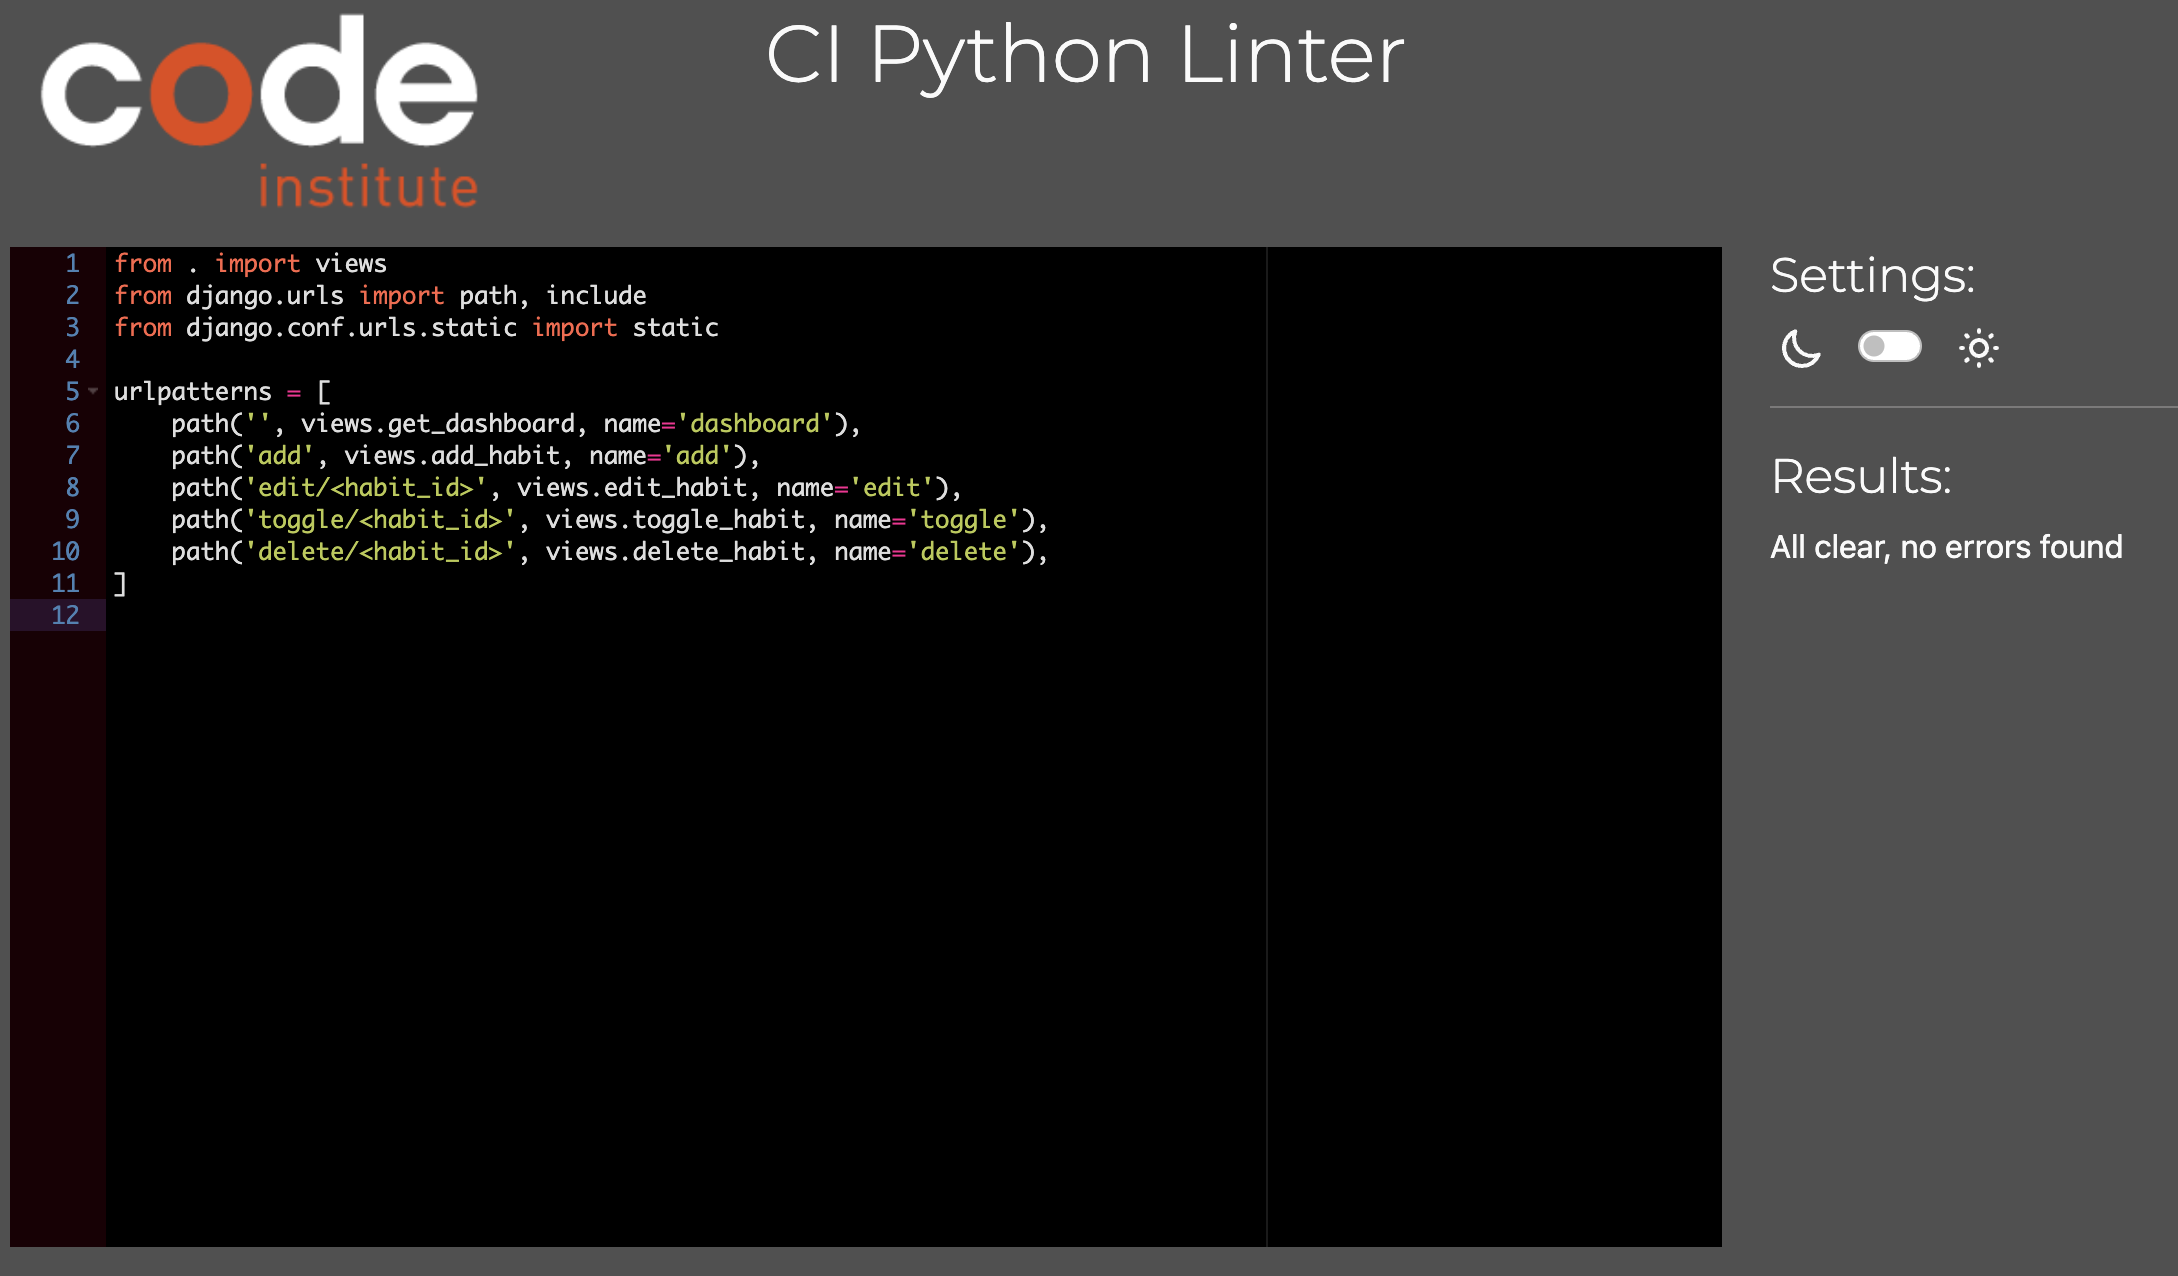 code
institute
CI Python Linter
1 from . import views
2 from django.urls import path, include
3 from django.conf.urls.static import static
4
5 urlpatterns = [
6     path('', views.get_dashboard, name='dashboard'),
7     path('add', views.add_habit, name='add'),
8     path('edit/<habit_id>', views.edit_habit, name='edit'),
9     path('toggle/<habit_id>', views.toggle_habit, name='toggle'),
10     path('delete/<habit_id>', views.delete_habit, name='delete'),
11 ]
12
Settings:
Results:
All clear, no errors found